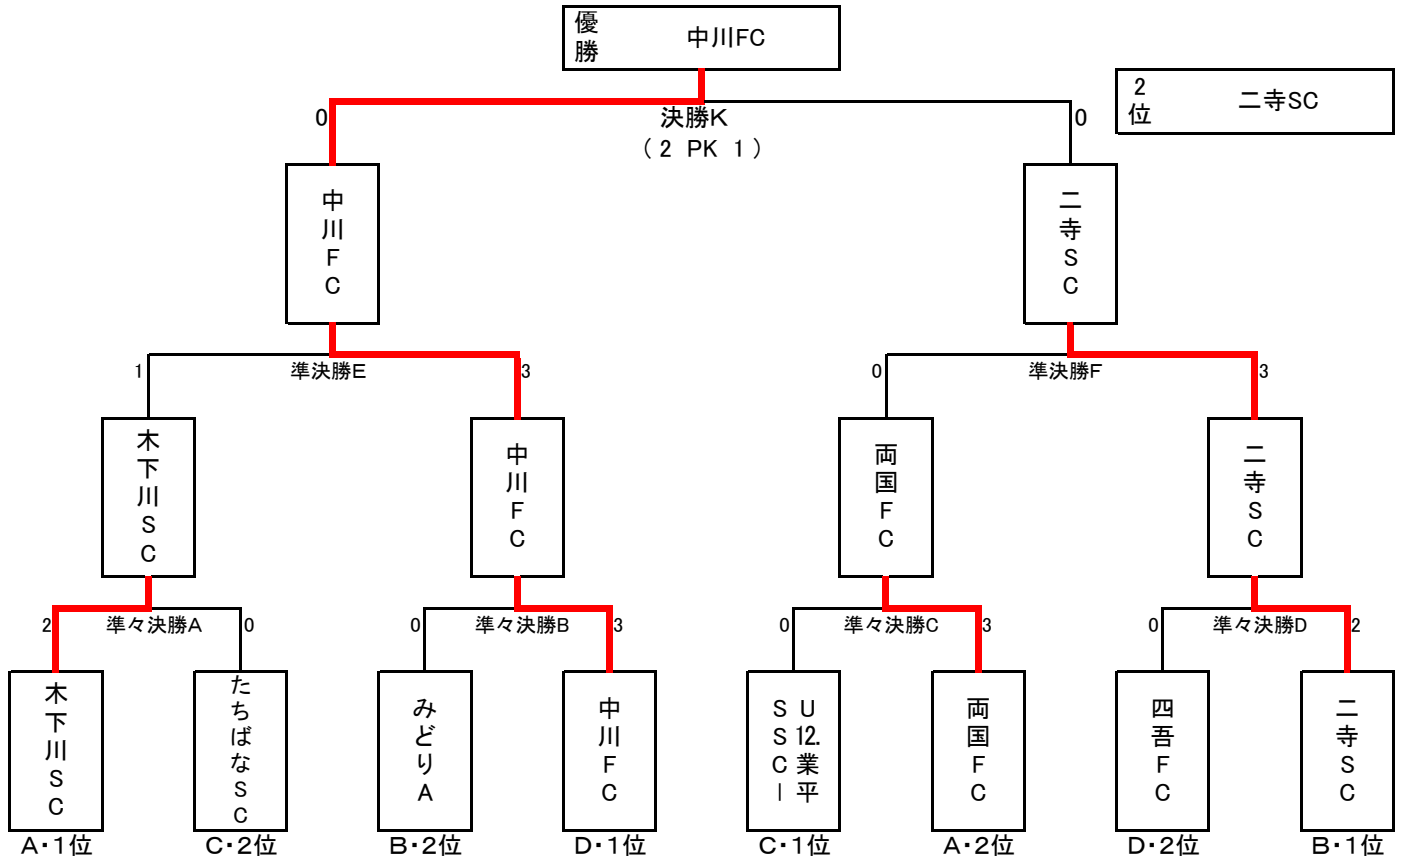 優勝 中川FC
2位 二寺SC
0 決勝K 0
( 2 PK 1 )
中川FC
二寺SC
1 準決勝E 3
0 準決勝F 3
木下川SC
中川FC
両国FC
二寺SC
2 準々決勝A 0
0 準々決勝B 3
0 準々決勝C 3
0 準々決勝D 2
木下川SC
たちばなSC
みどりA
中川FC
U12.業平
SSCー
両国FC
四吾FC
二寺SC
A・1位
C・2位
B・2位
D・1位
C・1位
A・2位
D・2位
B・1位